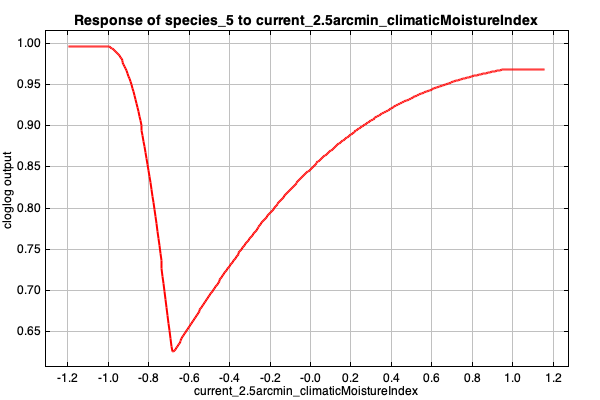 Response of species_5 to current_2.5arcmin_climaticMoistureIndex
cloglog output
1.00
0.95
0.90
0.85
0.80
0.75
0.70
0.65
-1.2 -1.0 -0.8 -0.6 -0.4 -0.2 -0.0 0.2 0.4 0.6 0.8 1.0 1.2
current_2.5arcmin_climaticMoistureIndex